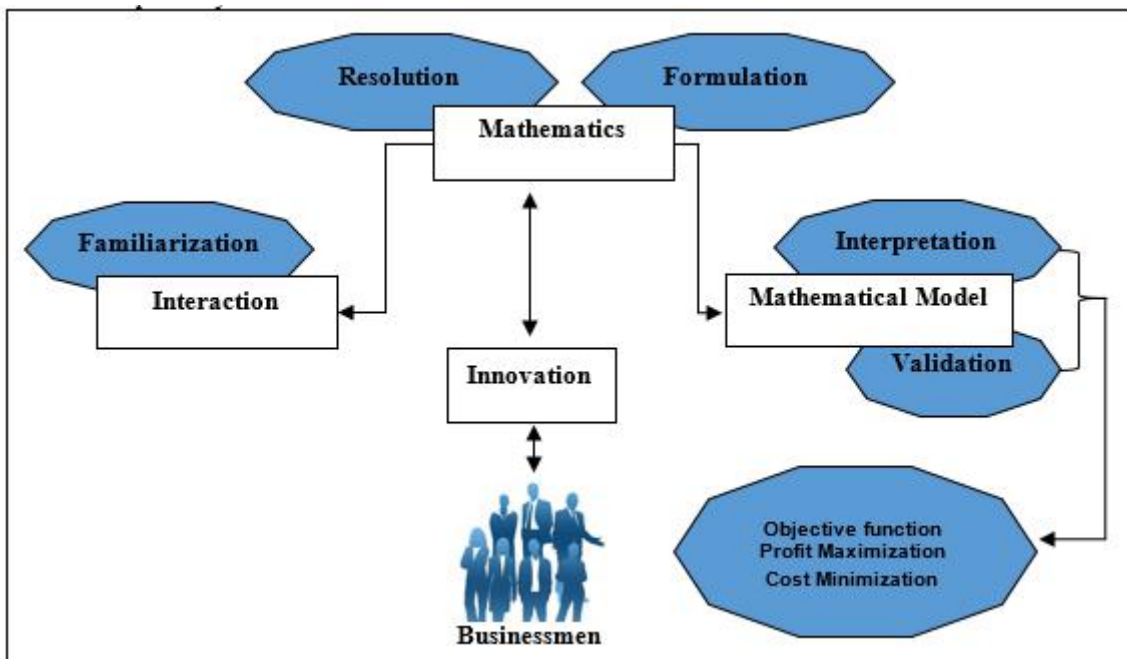 Resolution
Formulation
Mathematics
Familiarization
Interpretation
Interaction
Mathematical Model
Validation
Innovation
Objective function
Profit Maximization
Cost Minimization
Businessmen